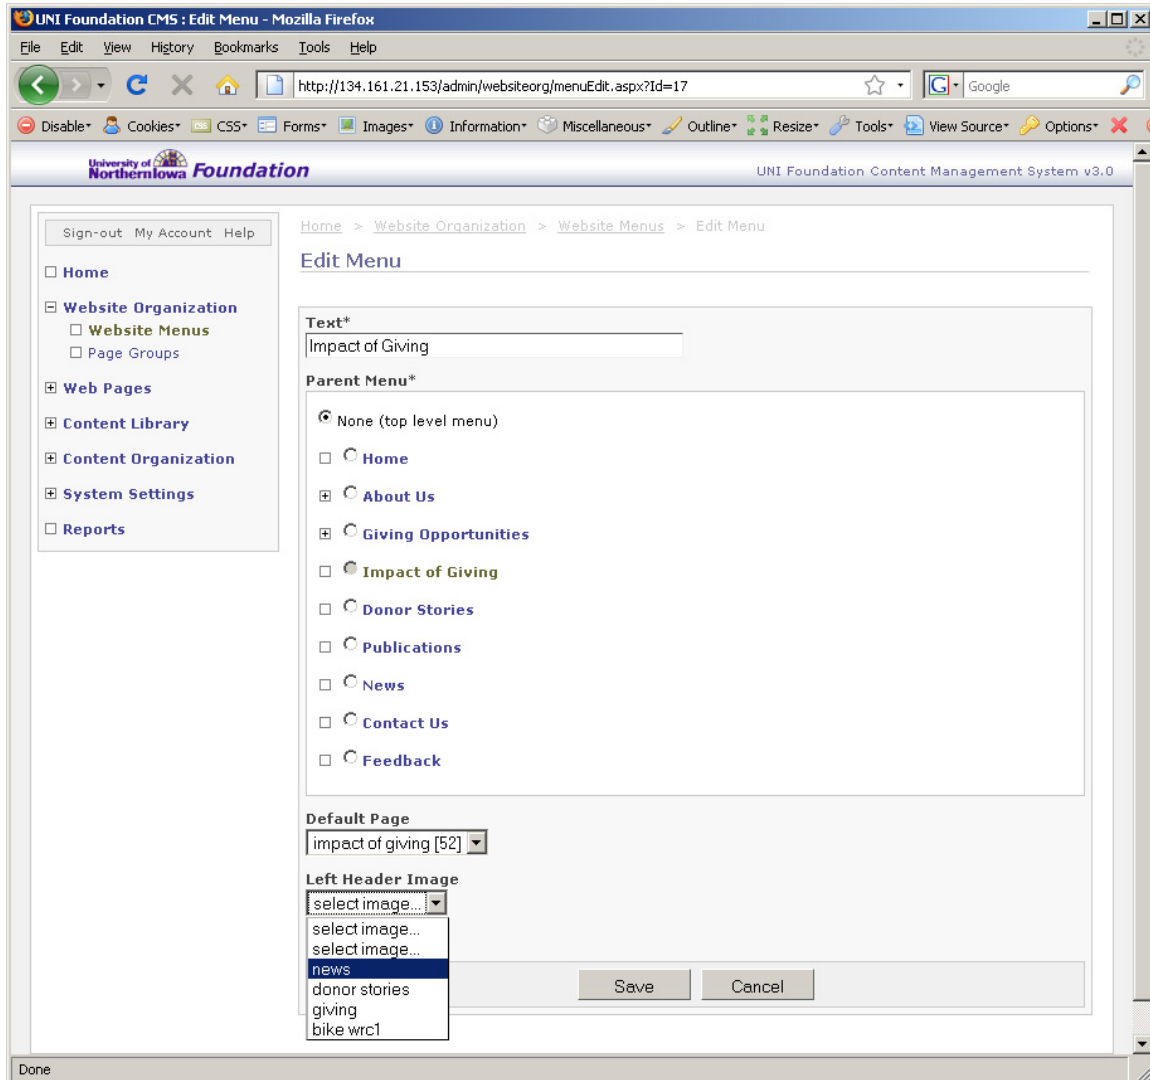 UNI Foundation CMS : Edit Menu - Mozilla Firefox
File Edit View History Bookmarks Tools Help
http://134.161.21.153/admin/websiteorg/menuEdit.aspx?Id=17 G Google
Disable Cookies CSS Forms Images Information Miscellaneous Outline Resize Tools View Source Options
University of Northern Iowa Foundation
UNI Foundation Content Management System v3.0
Sign-out My Account Help
Home
Website Organization
Website Menus
Page Groups
Web Pages
Content Library
Content Organization
System Settings
Reports
Home > Website Organization > Website Menus > Edit Menu
Edit Menu
Text*
Impact of Giving
Parent Menu*
None (top level menu)
Home
About Us
Giving Opportunities
Impact of Giving
Donor Stories
Publications
News
Contact Us
Feedback
Default Page
impact of giving [52]
Left Header Image
select image...
select image...
select image...
news
donor stories
giving
bike wrc1
Save Cancel
Done